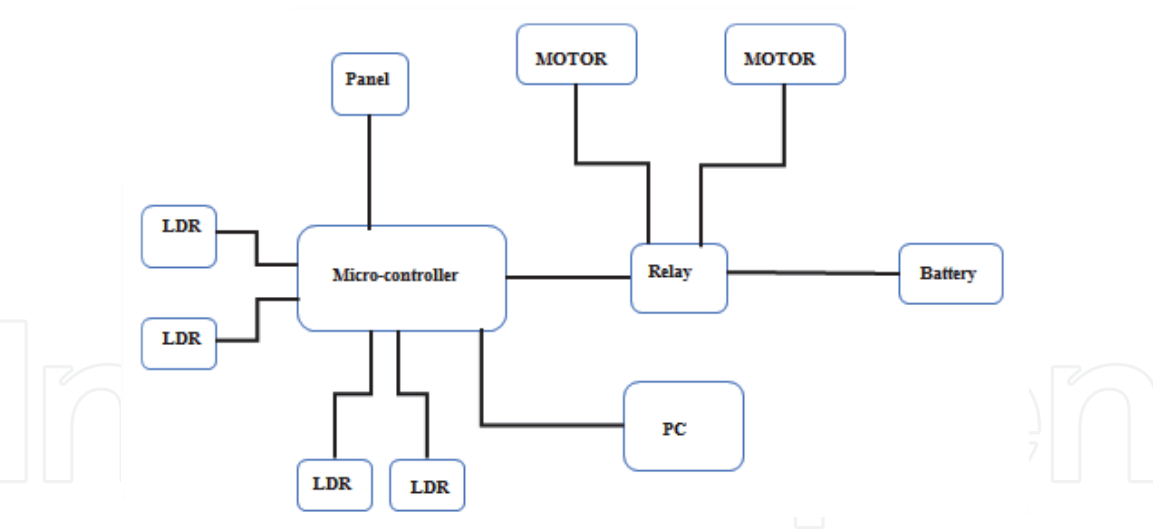 MOTOR
MOTOR
Panel
LDR
Micro-controller
Relay
Battery
LDR
PC
LDR
LDR